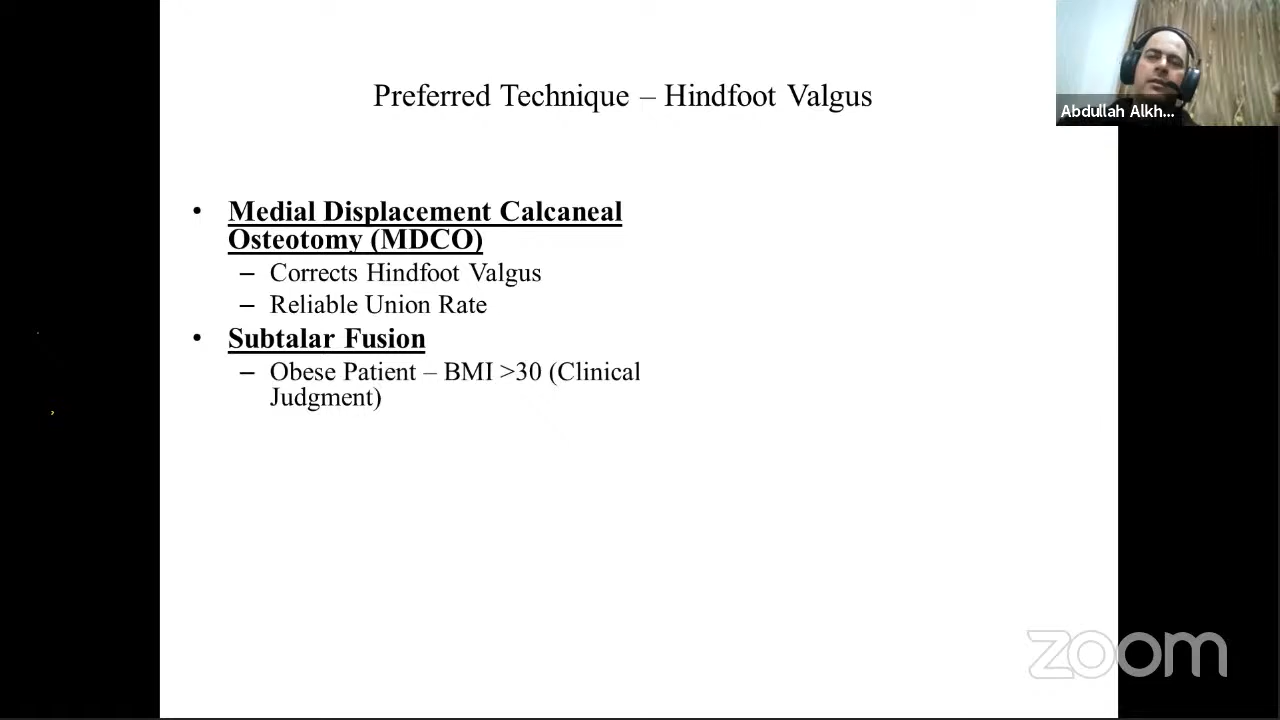 Preferred Technique – Hindfoot Valgus
Abdullah Alkh...
• Medial Displacement Calcaneal
Osteotomy (MDCO)
– Corrects Hindfoot Valgus
– Reliable Union Rate
• Subtalar Fusion
– Obese Patient – BMI >30 (Clinical
Judgment)
zoom